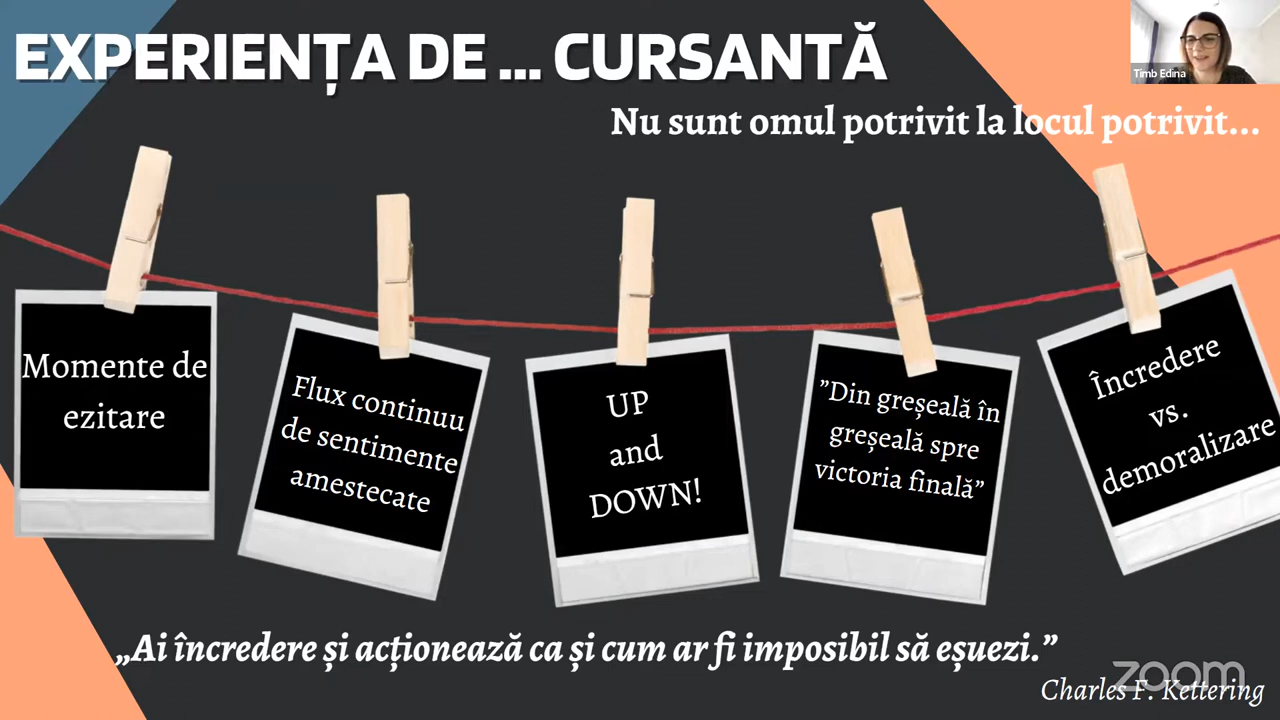 EXPERIENȚA DE ... CURSANTĂ
Timb Edina
Nu sunt omul potrivit la locul potrivit...
Momente de
ezitare
Flux continuu
de sentimente
amestecate
UP
and
DOWN!
”Din greșeală în
greșeală spre
victoria finală”
Încredere
vs.
demoralizare
„Ai încredere și acționează ca și cum ar fi imposibil să eșuezi.”
Charles F. Kettering
zoom